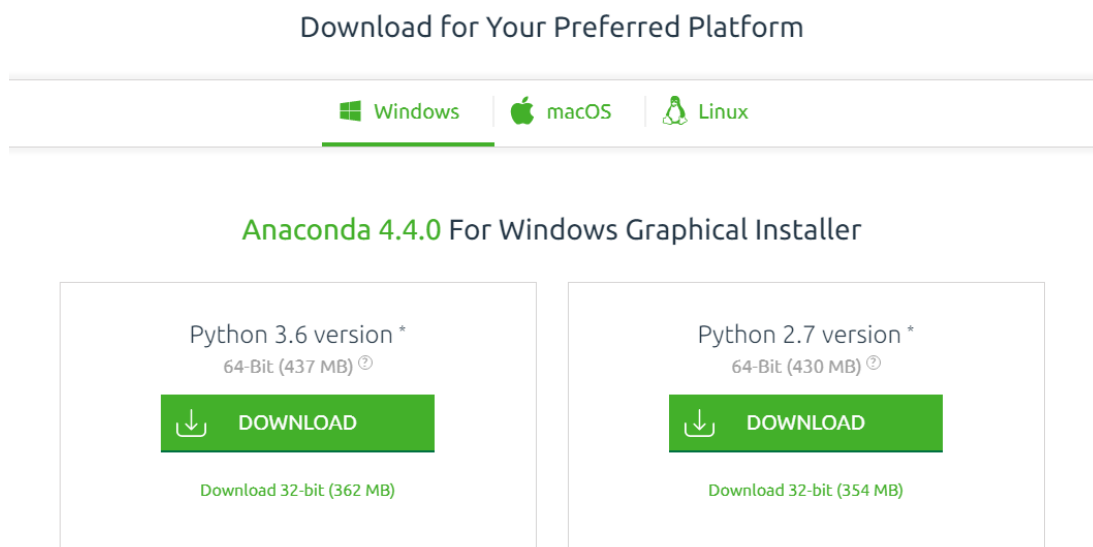 Download for Your Preferred Platform
Windows
macOS
Linux
Anaconda 4.4.0 For Windows Graphical Installer
Python 3.6 version *
64-Bit (437 MB) ?
DOWNLOAD
Download 32-bit (362 MB)
Python 2.7 version *
64-Bit (430 MB) ?
DOWNLOAD
Download 32-bit (354 MB)